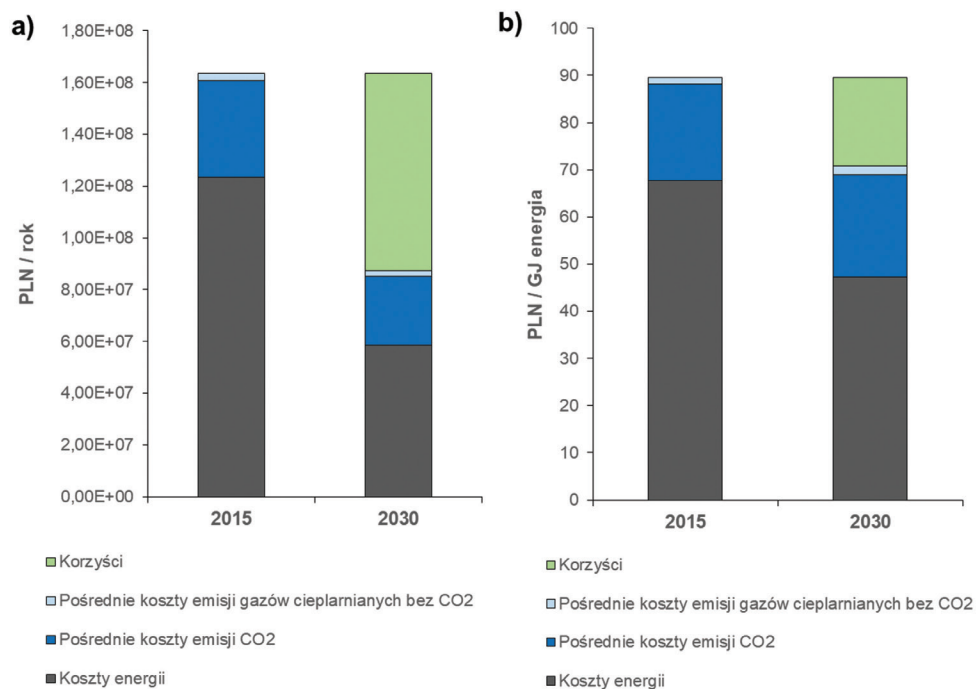 a)
PLN / rok
1,80E+08
1,60E+08
1,40E+08
1,20E+08
1,00E+08
8,00E+07
6,00E+07
4,00E+07
2,00E+07
0,00E+00
2015
2030
Korzyści
Pośrednie koszty emisji gazów cieplarnianych bez CO2
Pośrednie koszty emisji CO2
Koszty energii
b)
PLN / GJ energia
100
90
80
70
60
50
40
30
20
10
0
2015
2030
Korzyści
Pośrednie koszty emisji gazów cieplarnianych bez CO2
Pośrednie koszty emisji CO2
Koszty energii